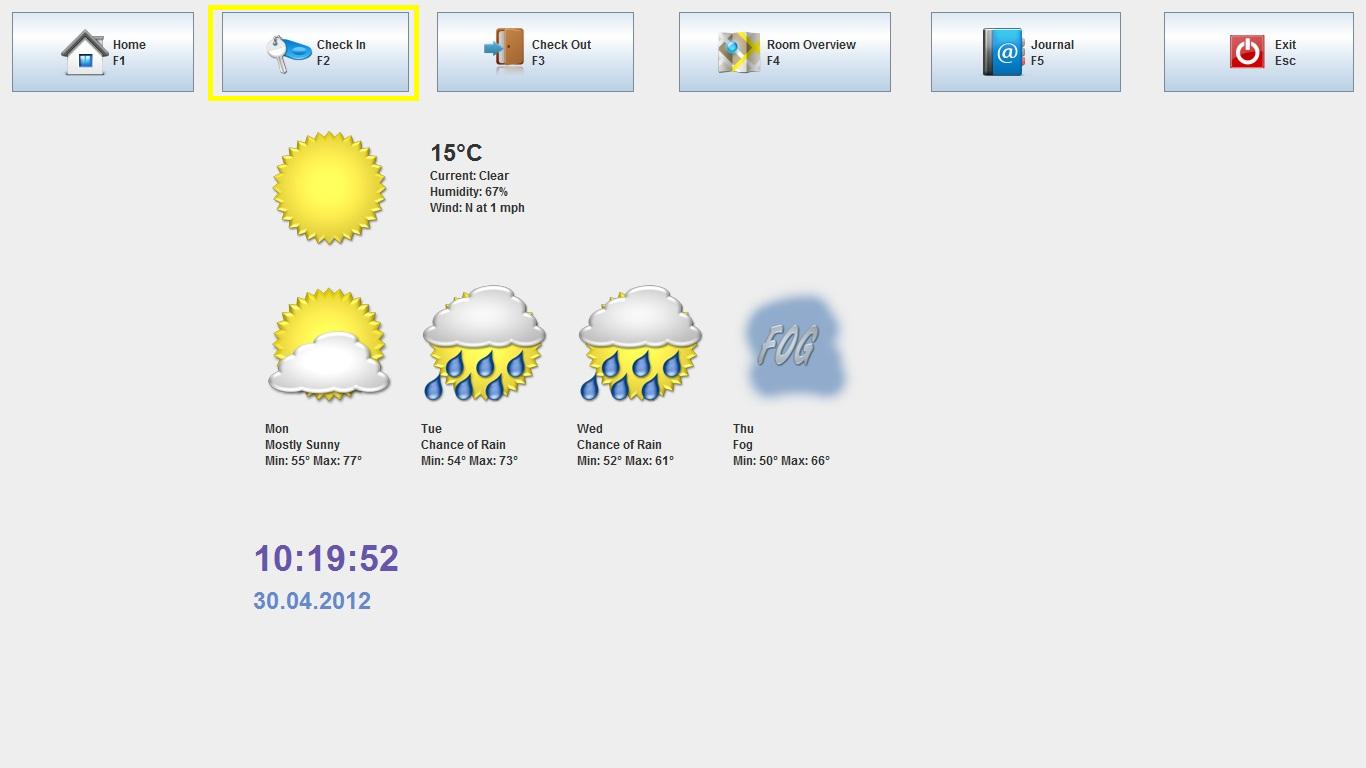 Home
F1
Check In
F2
Check Out
F3
Room Overview
F4
@
Journal
F5
Exit
Esc
15°C
Current: Clear
Humidity: 67%
Wind: N at 1 mph
FOG
Mon
Mostly Sunny
Min: 55° Max: 77°
Tue
Chance of Rain
Min: 54° Max: 73°
Wed
Chance of Rain
Min: 52° Max: 61°
Thu
Fog
Min: 50° Max: 66°
10:19:52
30.04.2012